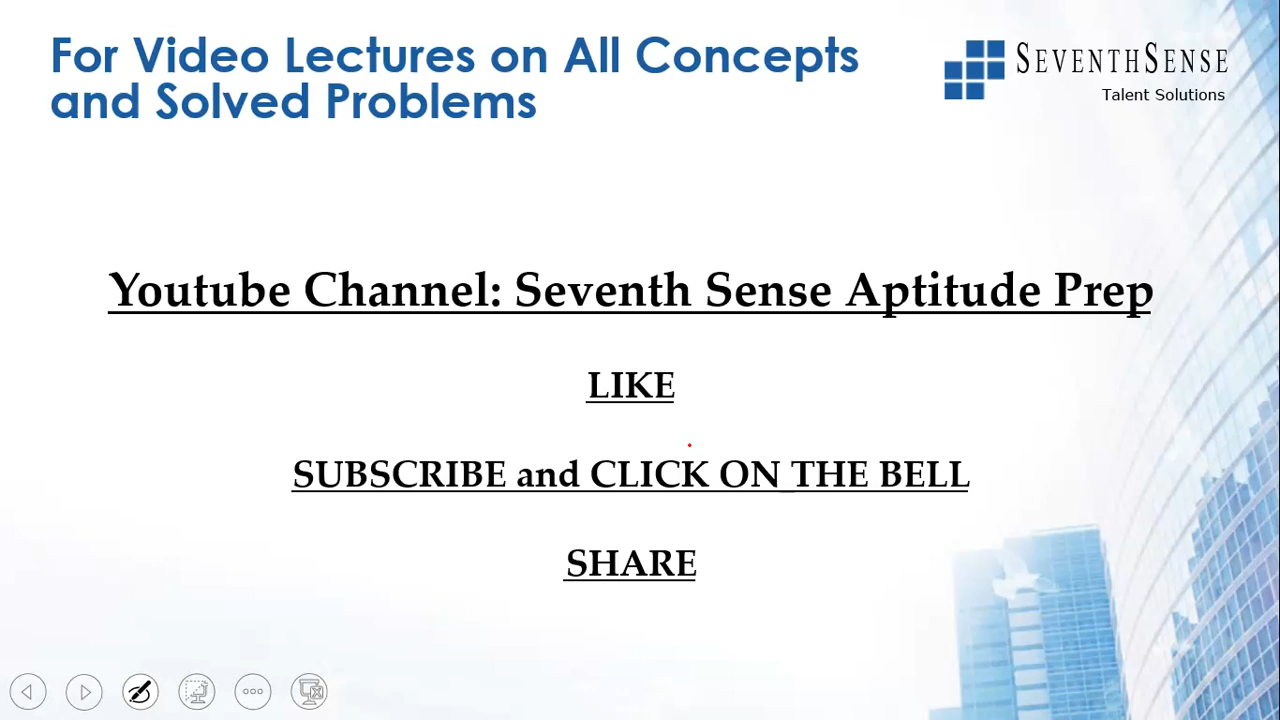 For Video Lectures on All Concepts
and Solved Problems
SEVENTHSENSE
Talent Solutions
Youtube Channel: Seventh Sense Aptitude Prep
LIKE
SUBSCRIBE and CLICK ON THE BELL
SHARE